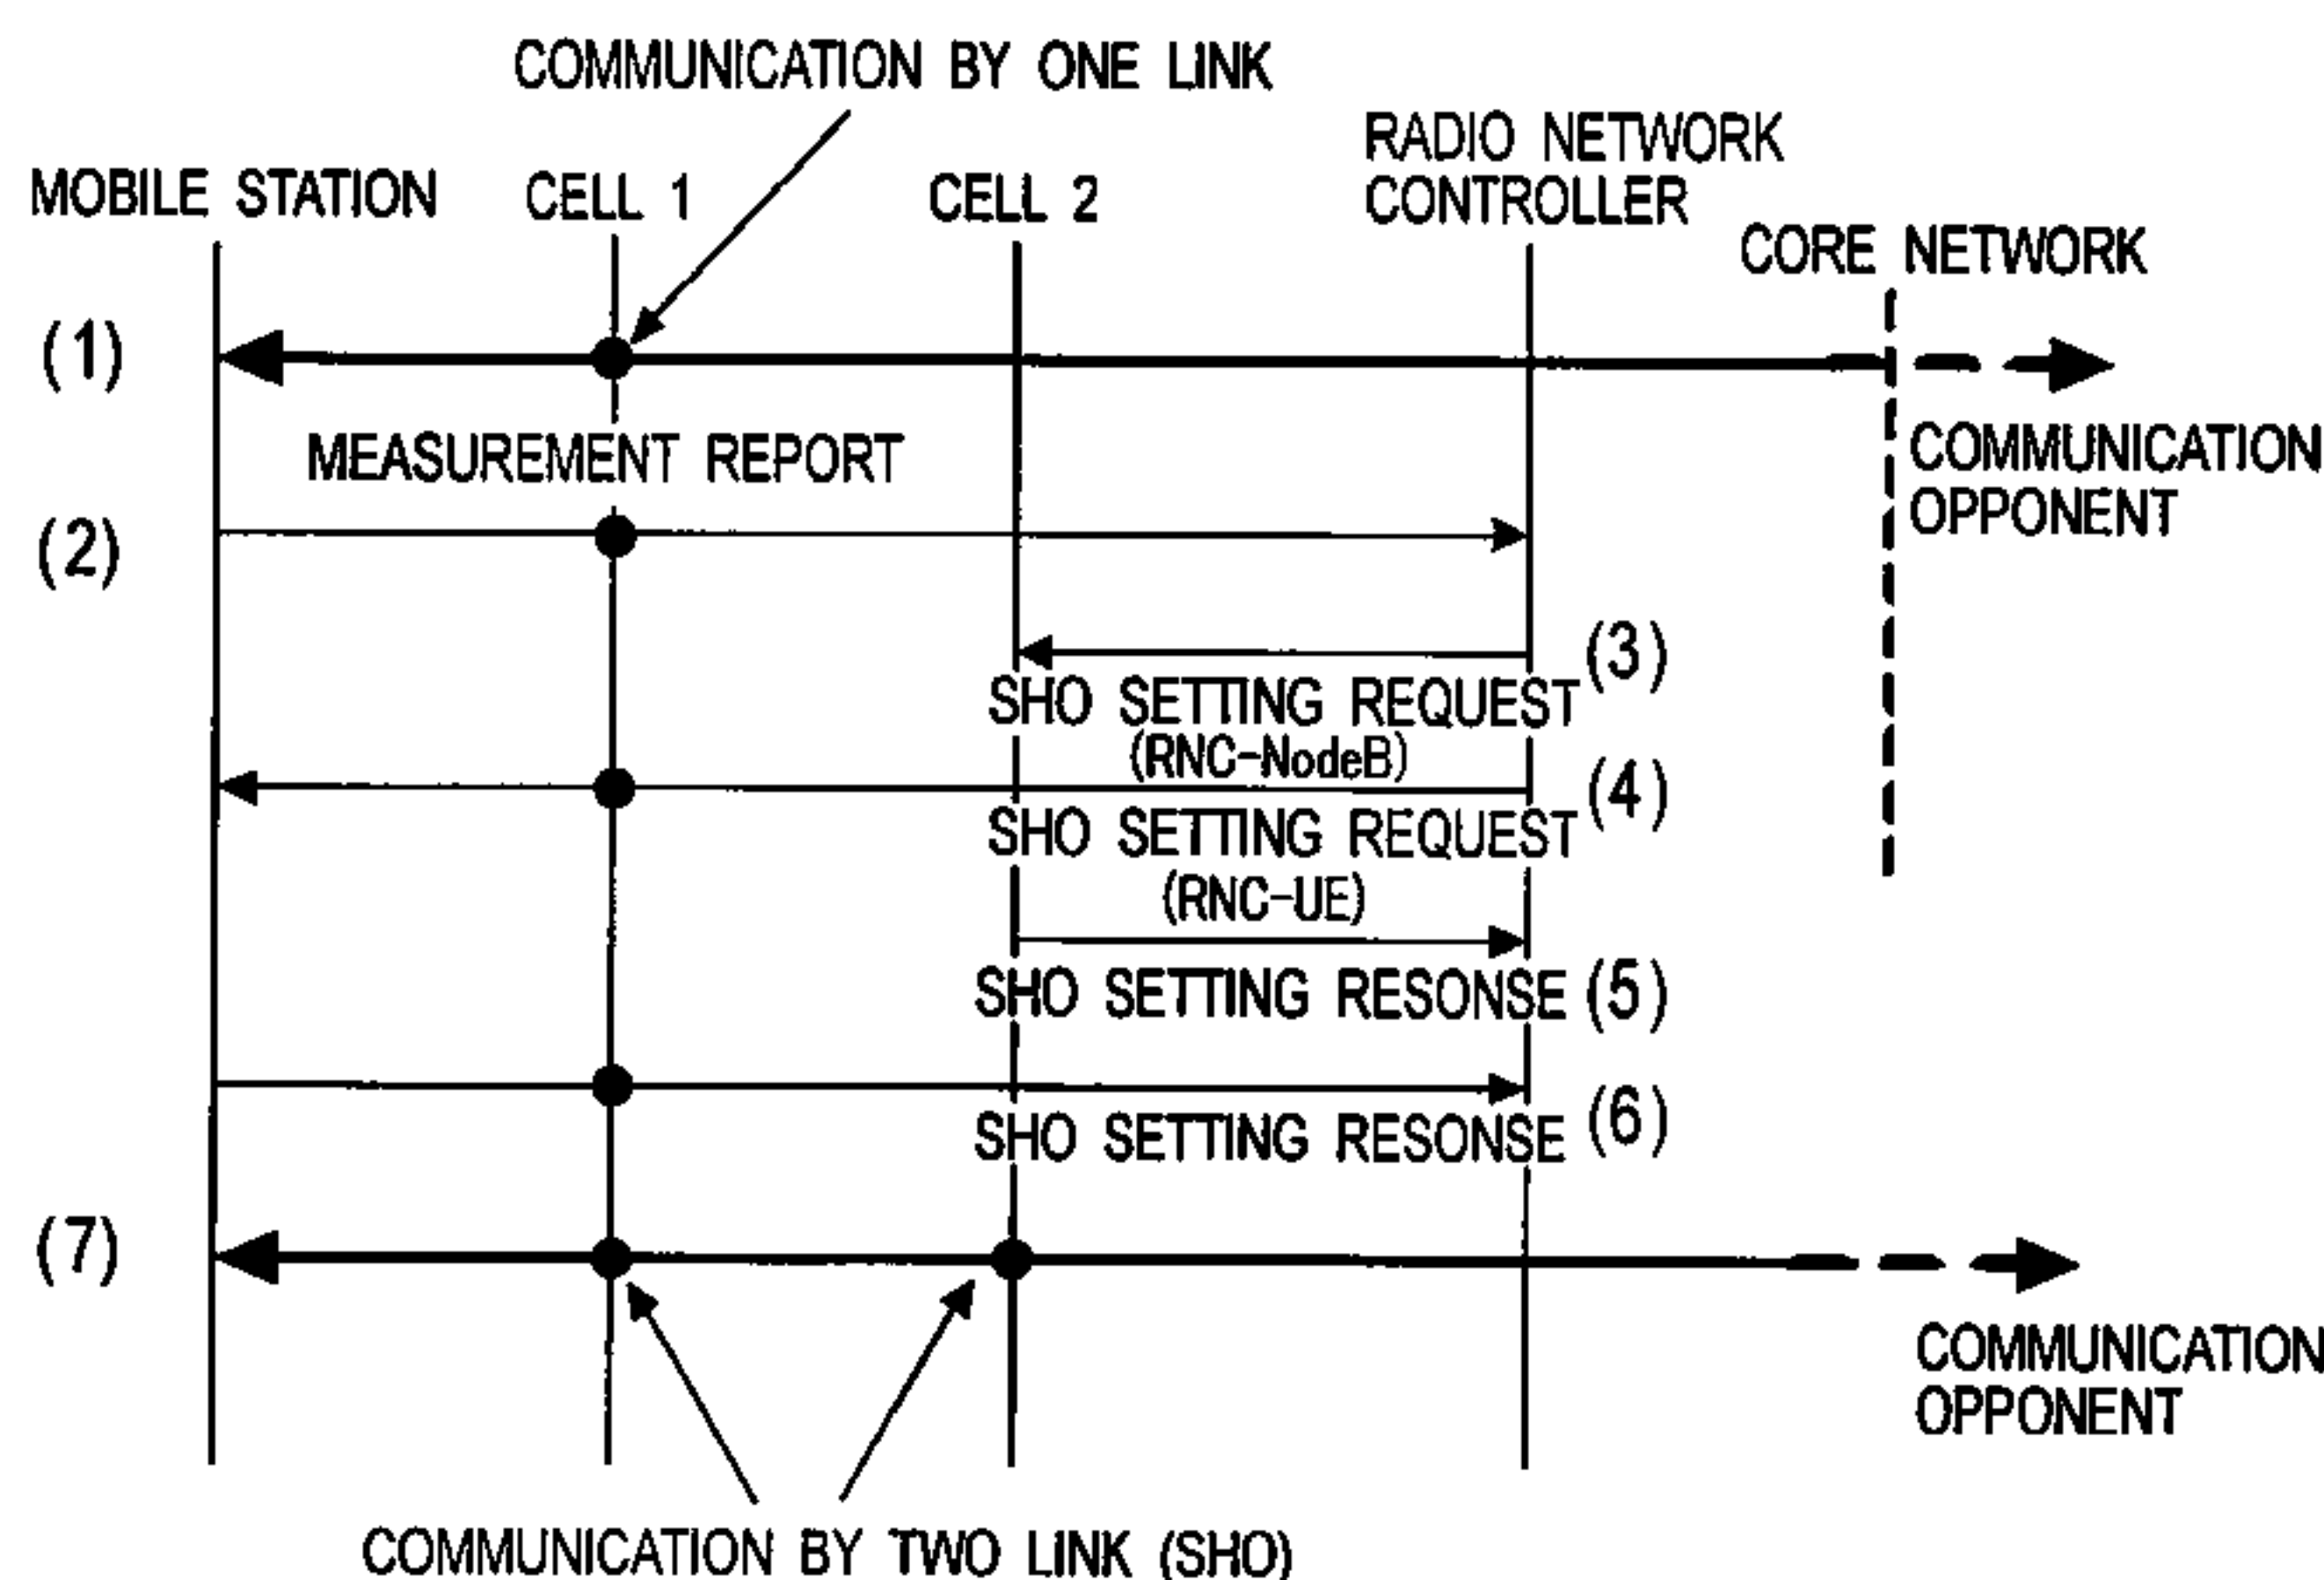 COMMUNICATION BY ONE LINK
RADIO NETWORK
CONTROLLER
MOBILE STATION
CELL 1
CELL 2
CORE NETWORK
(1)
COMMUNICATION
OPPONENT
MEASUREMENT REPORT
(2)
(3)
SHO SETTING REQUEST
(RNC-NodeB)
(4)
SHO SETTING REQUEST
(RNC-UE)
SHO SETTING RESONSE
(5)
SHO SETTING RESONSE
(6)
(7)
COMMUNICATION
OPPONENT
COMMUNICATION BY TWO LINK (SHO)